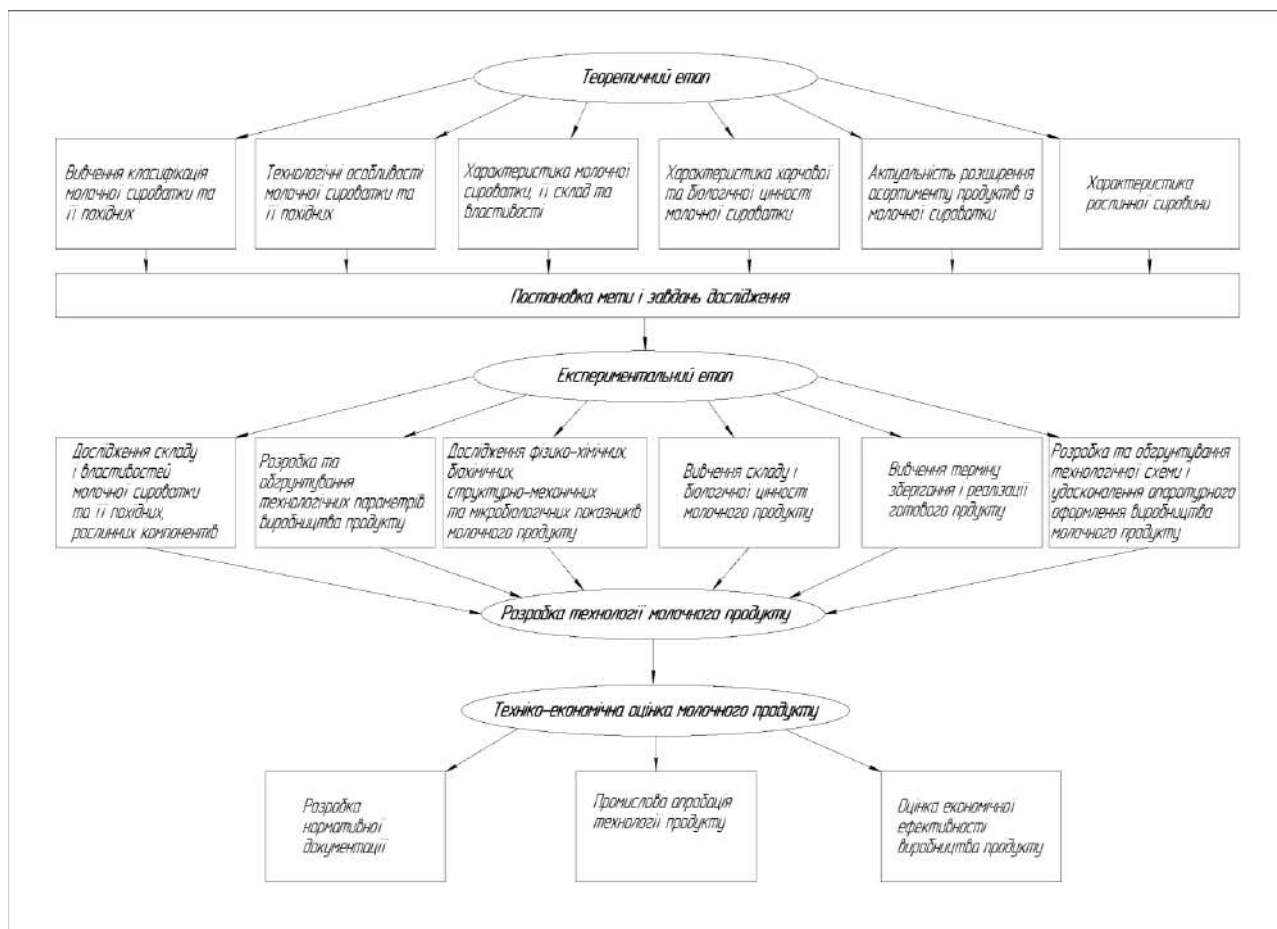 Теоретичний етап
Вивчення класифікація
молочної сироватки та
її похідних
Технологічні особливості
молочної сироватки та
її похідних
Характеристика молочної
сироватки, її склад та
властивості
Характеристика харчової
та біологічної цінності
молочної сироватки
Актуальність розширення
асортименту продуктів із
молочної сироватки
Характеристика
рослинної сировини
Постановка мети і завдань дослідження
Експериментальний етап
Дослідження складу
і властивостей
молочної сироватки
та її похідних,
рослинних компонентів
Розробка та
обгрунтування
технологічних параметрів
виробництва продукту
Дослідження фізико-хімічних,
біохімічних,
структурно-механічних
та мікробіологічних показників
молочного продукту
Вивчення складу і
біологічної цінності
молочного продукту
Вивчення терміну
зберігання і реалізації
готового продукту
Розробка та обгрунтування
технологічної схеми і
удосконалення апаратурного
оформлення виробництва
молочного продукту
Розробка технології молочного продукту
Техніко-економічна оцінка молочного продукту
Розробка
нормативної
документації
Промислова апробація
технології продукту
Оцінка економічної
ефективності
виробництва продукту